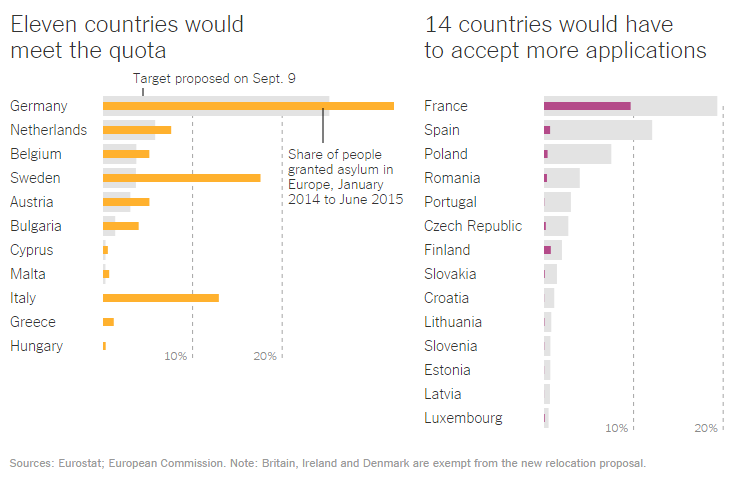 Eleven countries would
meet the quota
Target proposed on Sept. 9
Germany
Netherlands
Belgium
Sweden
Austria
Bulgaria
Cyprus
Malta
Italy
Greece
Hungary
Share of people
granted asylum in
Europe, January
2014 to June 2015
10%
20%
14 countries would have
to accept more applications
France
Spain
Poland
Romania
Portugal
Czech Republic
Finland
Slovakia
Croatia
Lithuania
Slovenia
Estonia
Latvia
Luxembourg
10%
20%
Sources: Eurostat; European Commission. Note: Britain, Ireland and Denmark are exempt from the new relocation proposal.